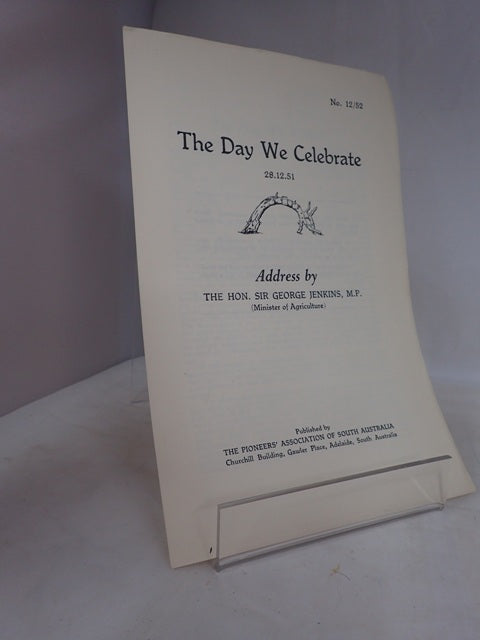 No. 12/52
The Day We Celebrate
28.12.51
Address by
THE HON. SIR GEORGE JENKINS, M.P.
(Minister of Agriculture)
Published by
THE PIONEERS' ASSOCIATION OF SOUTH AUSTRALIA
Churchill Building, Gawler Place, Adelaide, South Australia